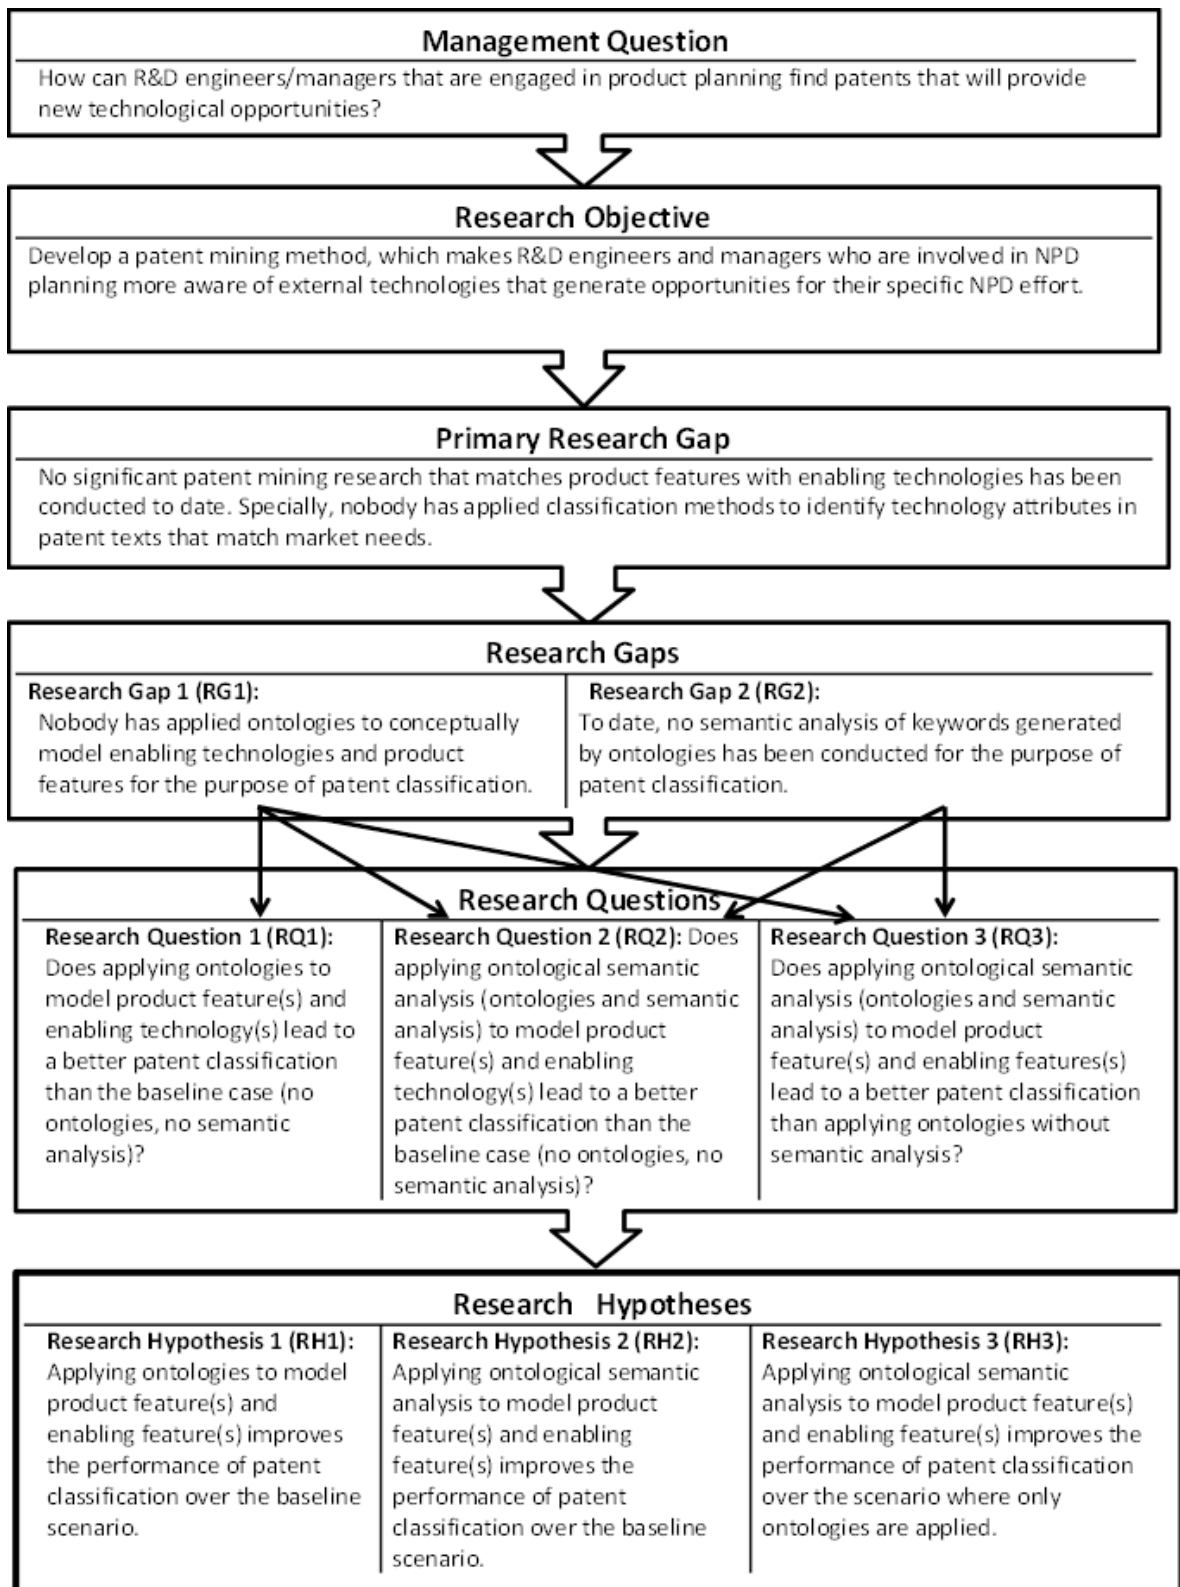 Management Question
How can R&D engineers/managers that are engaged in product planning find patents that will provide
new technological opportunities?
Research Objective
Develop a patent mining method, which makes R&D engineers and managers who are involved in NPD
planning more aware of external technologies that generate opportunities for their specific NPD effort.
Primary Research Gap
No significant patent mining research that matches product features with enabling technologies has been
conducted to date. Specially, nobody has applied classification methods to identify technology attributes in
patent texts that match market needs.
Research Gaps
Research Gap 1 (RG1):
Nobody has applied ontologies to conceptually
model enabling technologies and product
features for the purpose of patent classification.
Research Gap 2 (RG2):
To date, no semantic analysis of keywords generated
by ontologies has been conducted for the purpose of
patent classification.
Research Questions
Research Question 1 (RQ1):
Does applying ontologies to
model product feature(s) and
enabling technology(s) lead to
a better patent classification
than the baseline case (no
ontologies, no semantic
analysis)?
Research Question 2 (RQ2): Does
applying ontological semantic
analysis (ontologies and semantic
analysis) to model product
feature(s) and enabling
technology(s) lead to a better
patent classification than the
baseline case (no ontologies, no
semantic analysis)?
Research Question 3 (RQ3):
Does applying ontological semantic
analysis (ontologies and semantic
analysis) to model product
feature(s) and enabling features(s)
lead to a better patent classification
than applying ontologies without
semantic analysis?
Research Hypotheses
Research Hypothesis 1 (RH1):
Applying ontologies to model
product feature(s) and
enabling feature(s) improves
the performance of patent
classification over the baseline
scenario.
Research Hypothesis 2 (RH2):
Applying ontological semantic
analysis to model product
feature(s) and enabling
feature(s) improves the
performance of patent
classification over the baseline
scenario.
Research Hypothesis 3 (RH3):
Applying ontological semantic
analysis to model product feature(s)
and enabling feature(s) improves the
performance of patent classification
over the scenario where only
ontologies are applied.